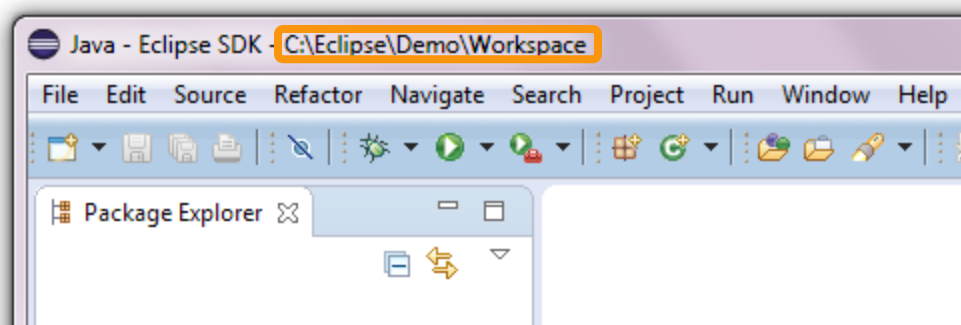 Java - Eclipse SDK - C:\Eclipse\Demo\Workspace
File Edit Source Refactor Navigate Search Project Run Window Help
Package Explorer